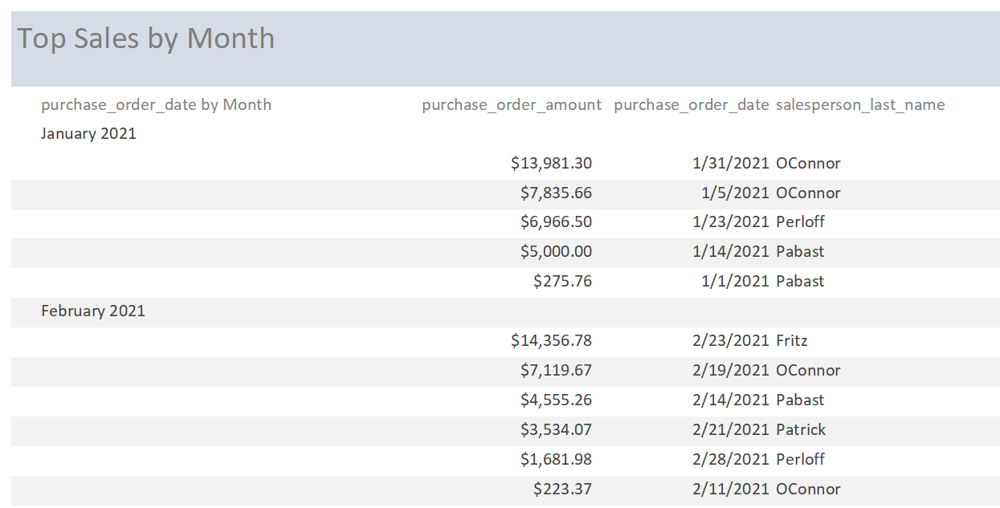 Top Sales by Month
purchase_order_date by Month purchase_order_amount purchase_order_date salesperson_last_name
January 2021
$13,981.30 1/31/2021 OConnor
$7,835.66 1/5/2021 OConnor
$6,966.50 1/23/2021 Perloff
$5,000.00 1/14/2021 Pabast
$275.76 1/1/2021 Pabast
February 2021
$14,356.78 2/23/2021 Fritz
$7,119.67 2/19/2021 OConnor
$4,555.26 2/14/2021 Pabast
$3,534.07 2/21/2021 Patrick
$1,681.98 2/28/2021 Perloff
$223.37 2/11/2021 OConnor